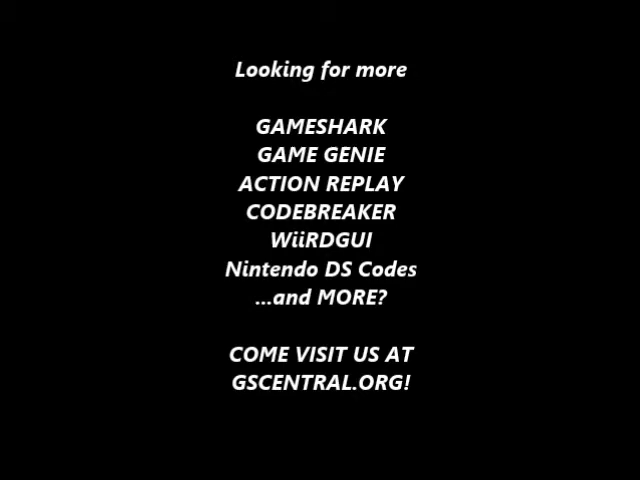 Looking for more
GAMESHARK
GAME GENIE
ACTION REPLAY
CODEBREAKER
WiiRDGUI
Nintendo DS Codes
...and MORE?
COME VISIT US AT
GSCENTRAL.ORG!